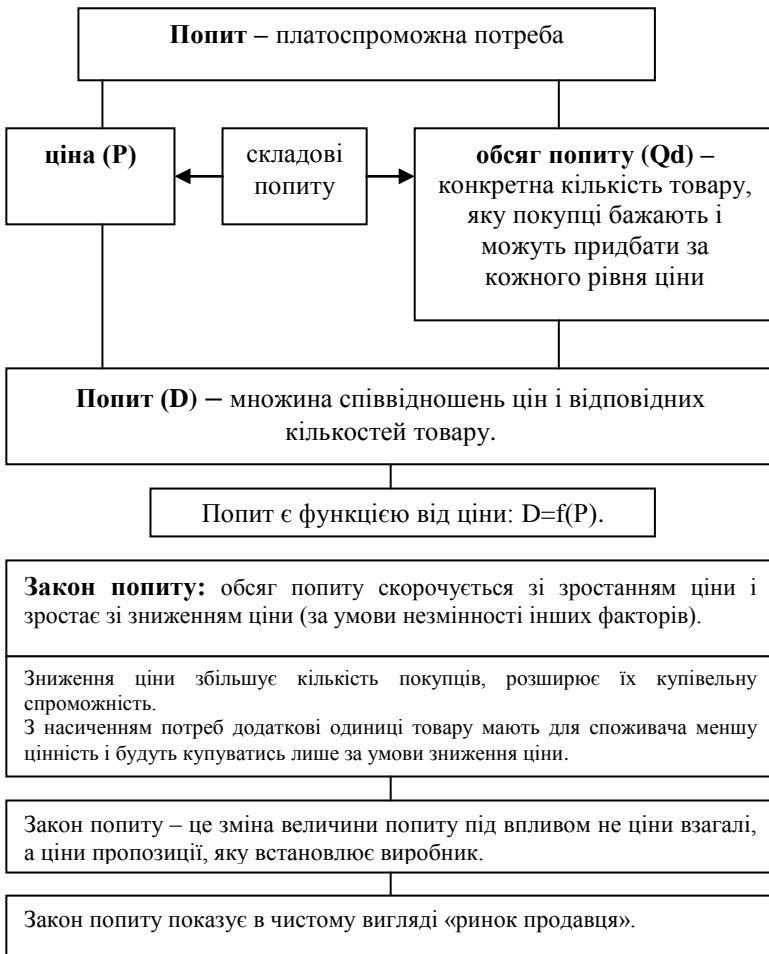 Попит – платоспроможна потреба
ціна (P)
складові
попиту
обсяг попиту (Qd) –
конкретна кількість товару,
яку покупці бажають і
можуть придбати за
кожного рівня ціни
Попит (D) – множина співвідношень цін і відповідних
кількостей товару.
Попит є функцією від ціни: D=f(P).
Закон попиту: обсяг попиту скорочується зі зростанням ціни і
зростає зі зниженням ціни (за умови незмінності інших факторів).
Зниження ціни збільшує кількість покупців, розширює їх купівельну
спроможність.
З насиченням потреб додаткові одиниці товару мають для споживача меншу
цінність і будуть купуватись лише за умови зниження ціни.
Закон попиту – це зміна величини попиту під впливом не ціни взагалі,
а ціни пропозиції, яку встановлює виробник.
Закон попиту показує в чистому вигляді «ринок продавця».